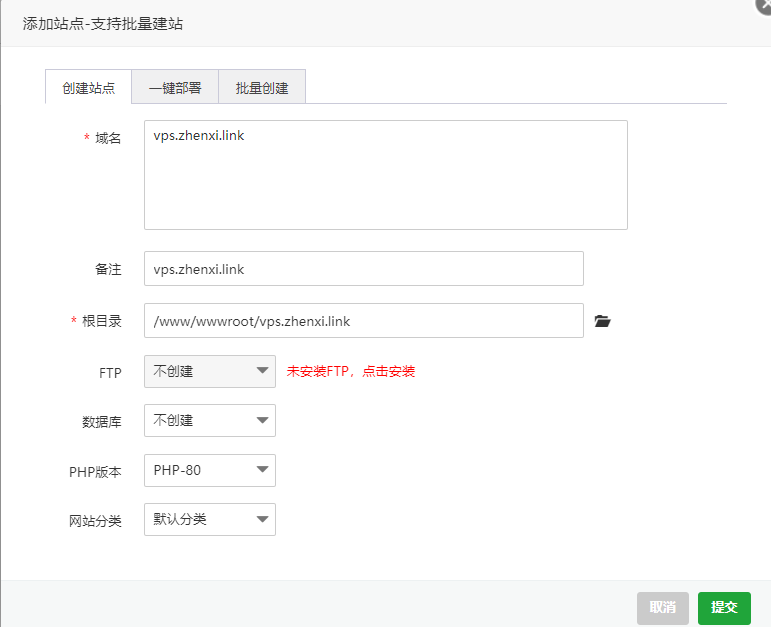 添加站点-支持批量建站
创建站点 一键部署 批量创建
* 域名 vps.zhenxi.link
备注 vps.zhenxi.link
* 根目录 /www/wwwroot/vps.zhenxi.link
FTP 不创建 未安装FTP，点击安装
数据库 不创建
PHP版本 PHP-80
网站分类 默认分类
取消 提交